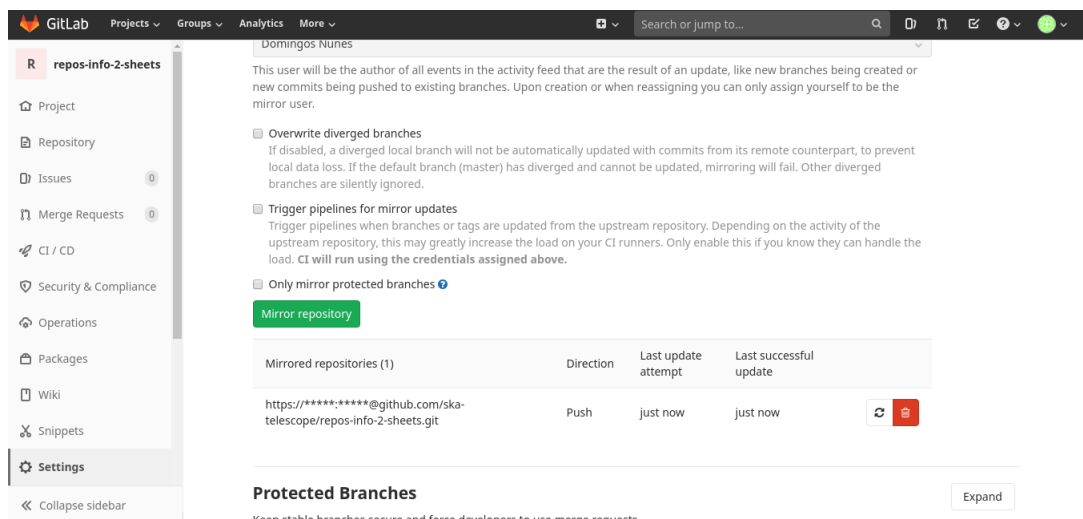 GitLab Projects Groups Analytics More Search or jump to...
R repos-info-2-sheets
Project
Repository
Issues 0
Merge Requests 0
CI / CD
Security & Compliance
Operations
Packages
Wiki
Snippets
Settings
Collapse sidebar
Domingos Nunes
This user will be the author of all events in the activity feed that are the result of an update, like new branches being created or
new commits being pushed to existing branches. Upon creation or when reassigning you can only assign yourself to be the
mirror user.
Overwrite diverged branches
If disabled, a diverged local branch will not be automatically updated with commits from its remote counterpart, to prevent
local data loss. If the default branch (master) has diverged and cannot be updated, mirroring will fail. Other diverged
branches are silently ignored.
Trigger pipelines for mirror updates
Trigger pipelines when branches or tags are updated from the upstream repository. Depending on the activity of the
upstream repository, this may greatly increase the load on your CI runners. Only enable this if you know they can handle the
load. CI will run using the credentials assigned above.
Only mirror protected branches
Mirror repository
Mirrored repositories (1) Direction Last update attempt Last successful update
https://*****:*****@github.com/ska-
telescope/repos-info-2-sheets.git
Push just now just now
Protected Branches
Expand
Keep stable branches secure and force developers to use merge requests.